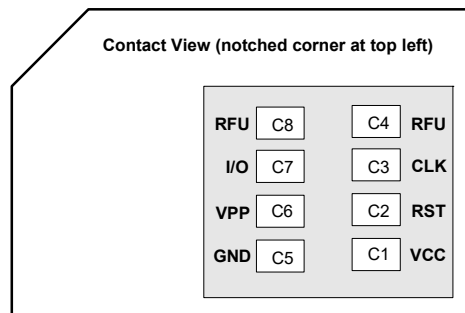 Contact View (notched corner at top left)
RFU C8 C4 RFU
I/O C7 C3 CLK
VPP C6 C2 RST
GND C5 C1 VCC